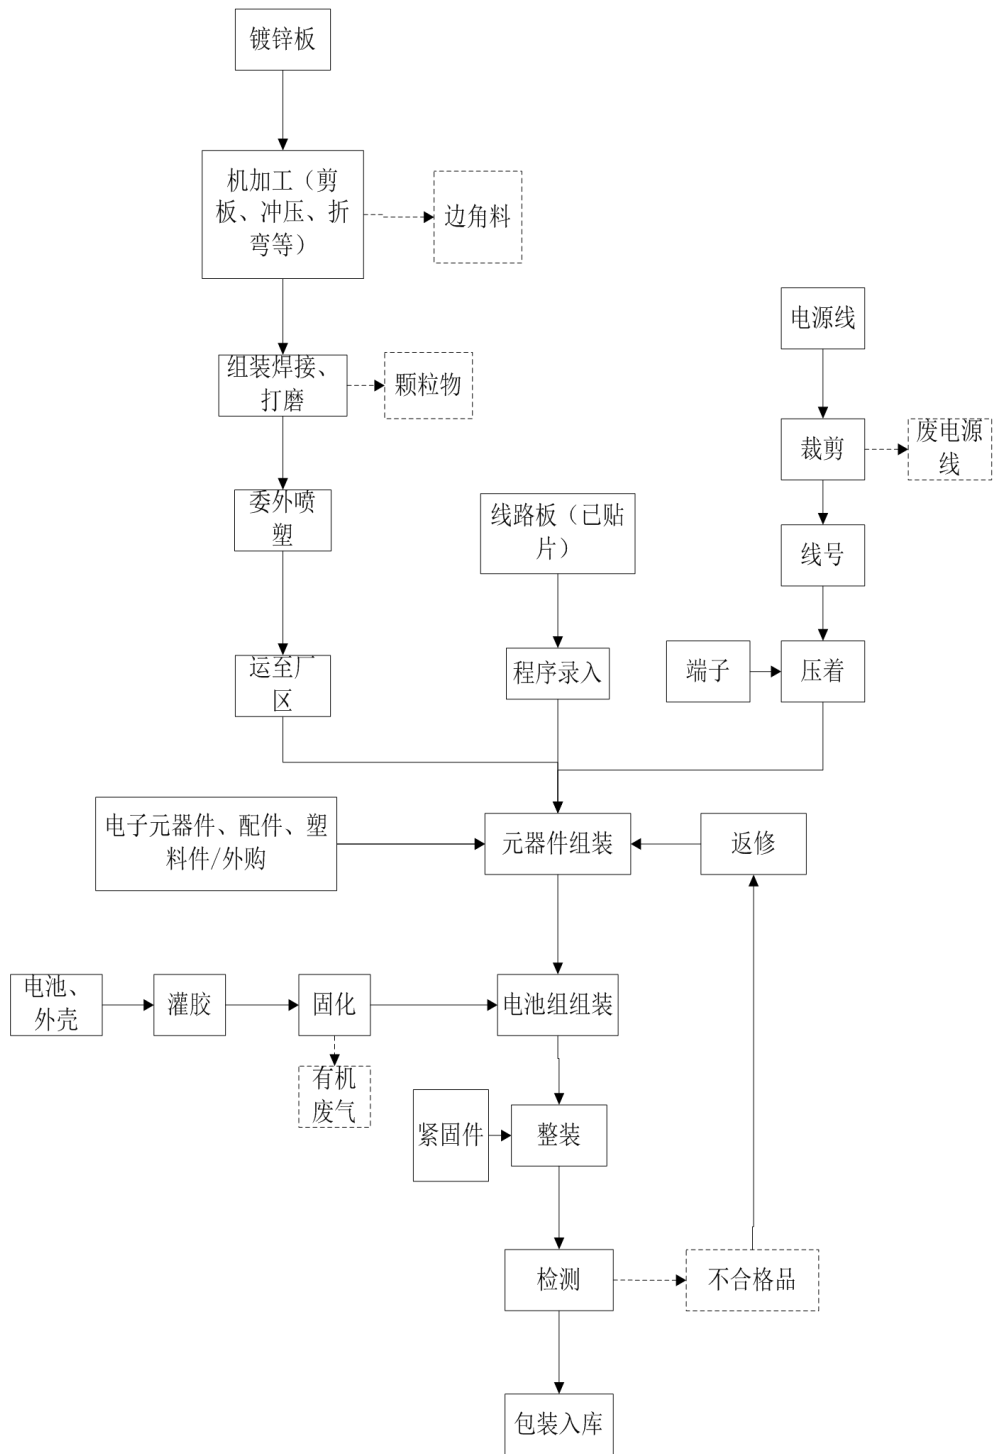 镀锌板
机加工（剪
板、冲压、折
弯等）
边角料
组装焊接、
打磨
颗粒物
委外喷
塑
运至厂
区
线路板（已贴
片）
程序录入
电源线
裁剪
废电源
线
线号
端子
压着
电子元器件、配件、塑
料件/外购
元器件组装
返修
电池、
外壳
灌胶
固化
电池组组装
有机
废气
紧固件
整装
检测
不合格品
包装入库